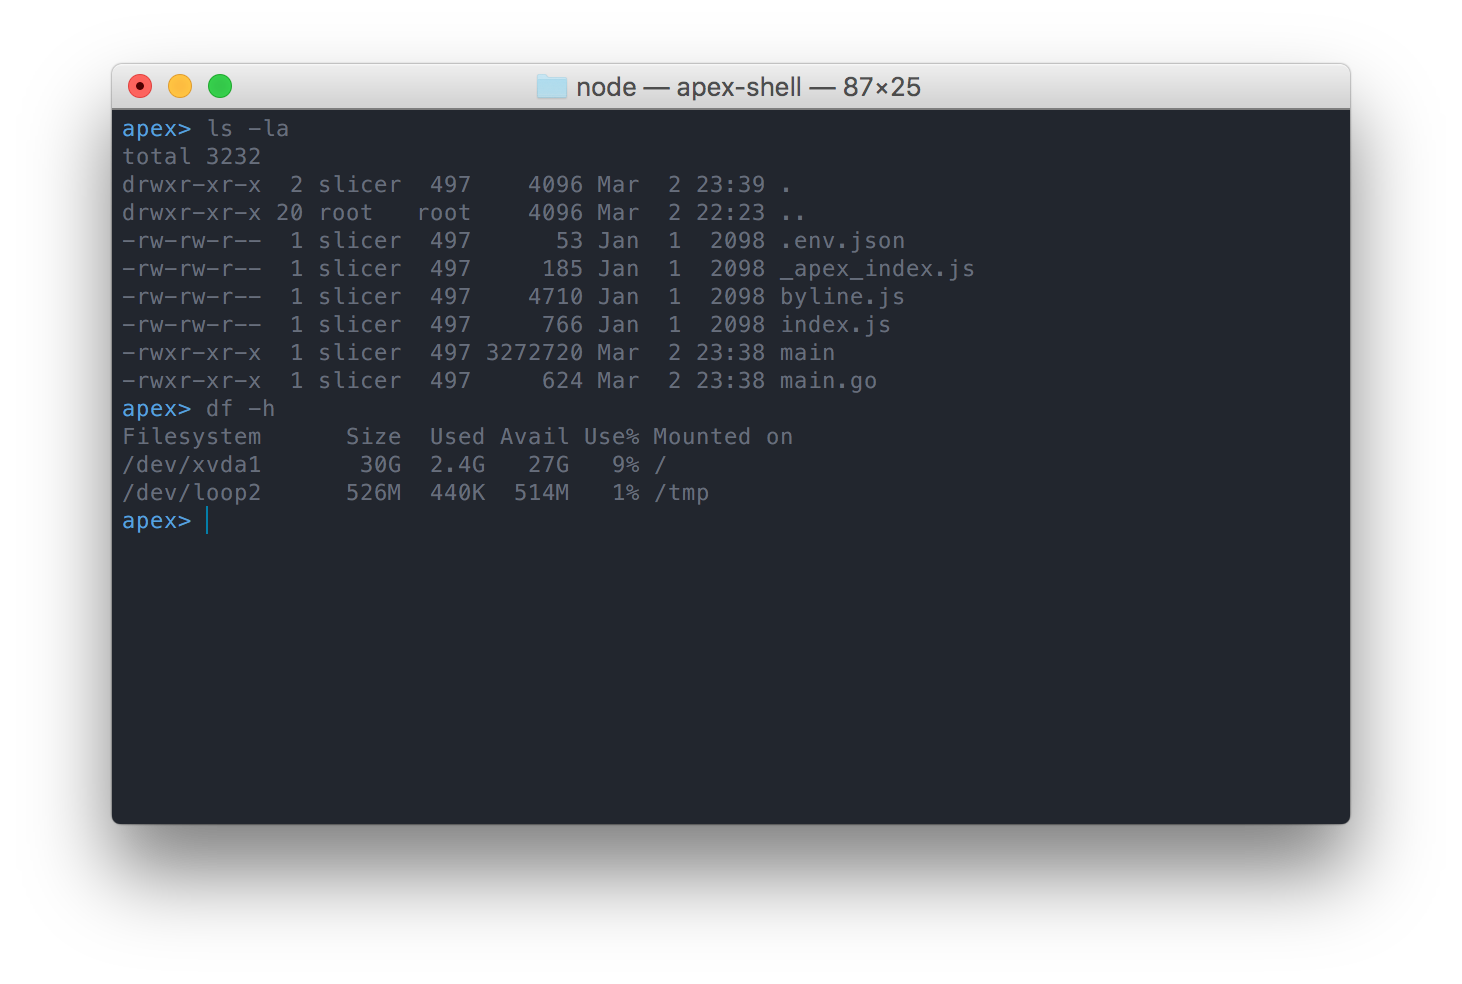 node — apex-shell — 87×25
apex> ls -la
total 3232
drwxr-xr-x  2 slicer  497    4096 Mar  2 23:39 .
drwxr-xr-x 20 root   root    4096 Mar  2 22:23 ..
-rw-rw-r--  1 slicer  497      53 Jan  1  2098 .env.json
-rw-rw-r--  1 slicer  497     185 Jan  1  2098 _apex_index.js
-rw-rw-r--  1 slicer  497    4710 Jan  1  2098 byline.js
-rw-rw-r--  1 slicer  497     766 Jan  1  2098 index.js
-rwxr-xr-x  1 slicer  497 3272720 Mar  2 23:38 main
-rwxr-xr-x  1 slicer  497     624 Mar  2 23:38 main.go
apex> df -h
Filesystem      Size  Used Avail Use% Mounted on
/dev/xvda1       30G  2.4G   27G   9% /
/dev/loop2      526M  440K  514M   1% /tmp
apex>